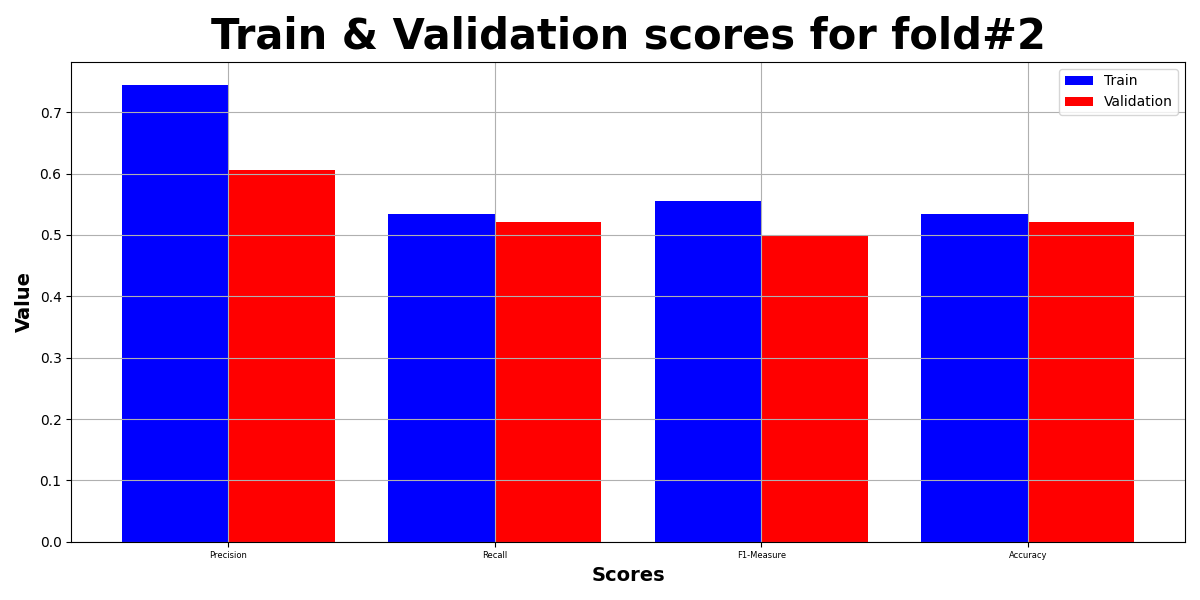 Train & Validation scores for fold#2
Train
Validation
Value
0.7
0.6
0.5
0.4
0.3
0.2
0.1
0.0
Precision Recall F1-Measure Accuracy
Scores